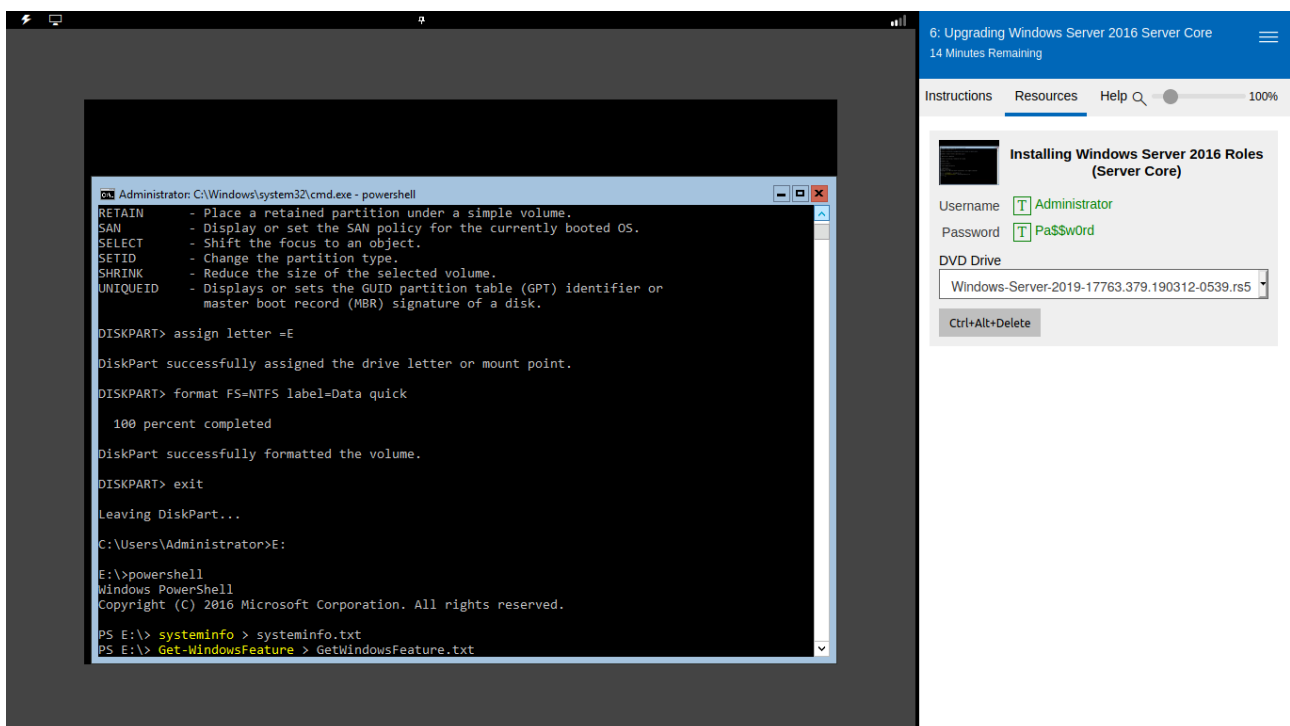 6: Upgrading Windows Server 2016 Server Core
14 Minutes Remaining
Instructions Resources Help 100%
Installing Windows Server 2016 Roles
(Server Core)
Username T Administrator
Password T Pa$$w0rd
DVD Drive
Windows-Server-2019-17763.379.190312-0539.rs5
Ctrl+Alt+Delete
Administrator: C:\Windows\system32\cmd.exe - powershell
RETAIN - Place a retained partition under a simple volume.
SAN - Display or set the SAN policy for the currently booted OS.
SELECT - Shift the focus to an object.
SETID - Change the partition type.
SHRINK - Reduce the size of the selected volume.
UNIQUEID - Displays or sets the GUID partition table (GPT) identifier or
master boot record (MBR) signature of a disk.
DISKPART> assign letter =E
DiskPart successfully assigned the drive letter or mount point.
DISKPART> format FS=NTFS label=Data quick
100 percent completed
DiskPart successfully formatted the volume.
DISKPART> exit
Leaving DiskPart...
C:\Users\Administrator>E:
E:\>powershell
Windows PowerShell
Copyright (C) 2016 Microsoft Corporation. All rights reserved.
PS E:\> systeminfo > systeminfo.txt
PS E:\> Get-WindowsFeature > GetWindowsFeature.txt